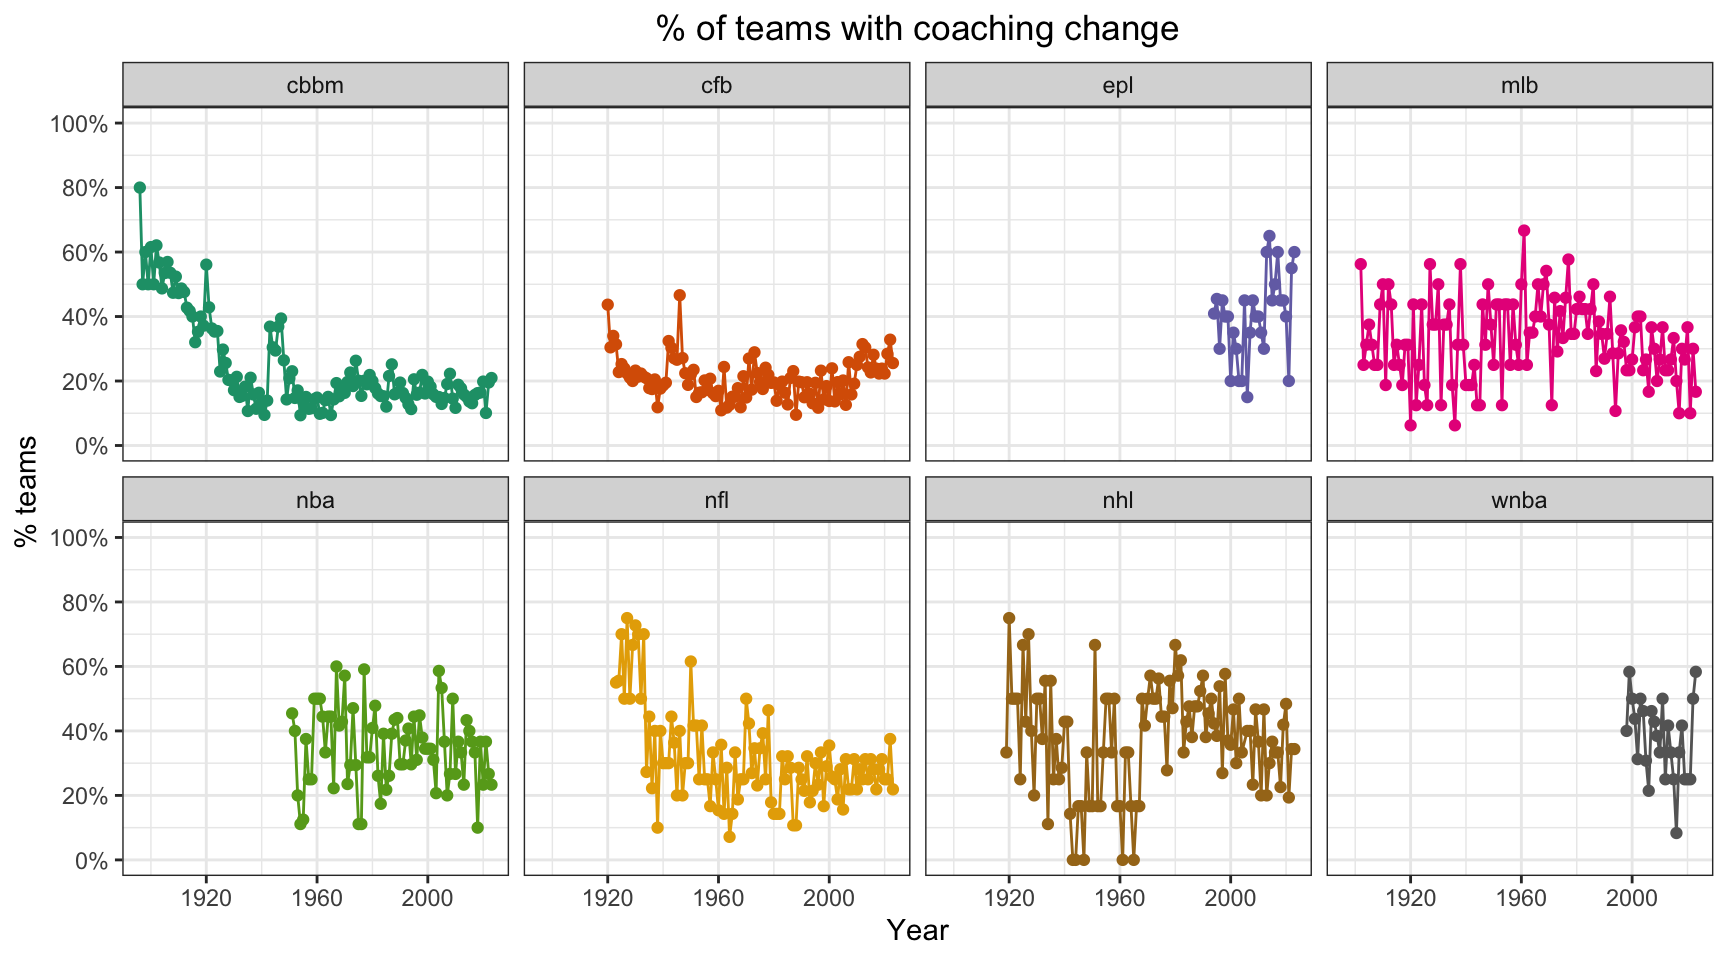 % of teams with coaching change
cbbm cfb epl mlb
100%
80%
60%
40%
20%
0%
nba nfl nhl wnba
100%
80%
60%
40%
20%
0%
% teams
1920 1960 2000 1920 1960 2000 1920 1960 2000 1920 1960 2000
Year